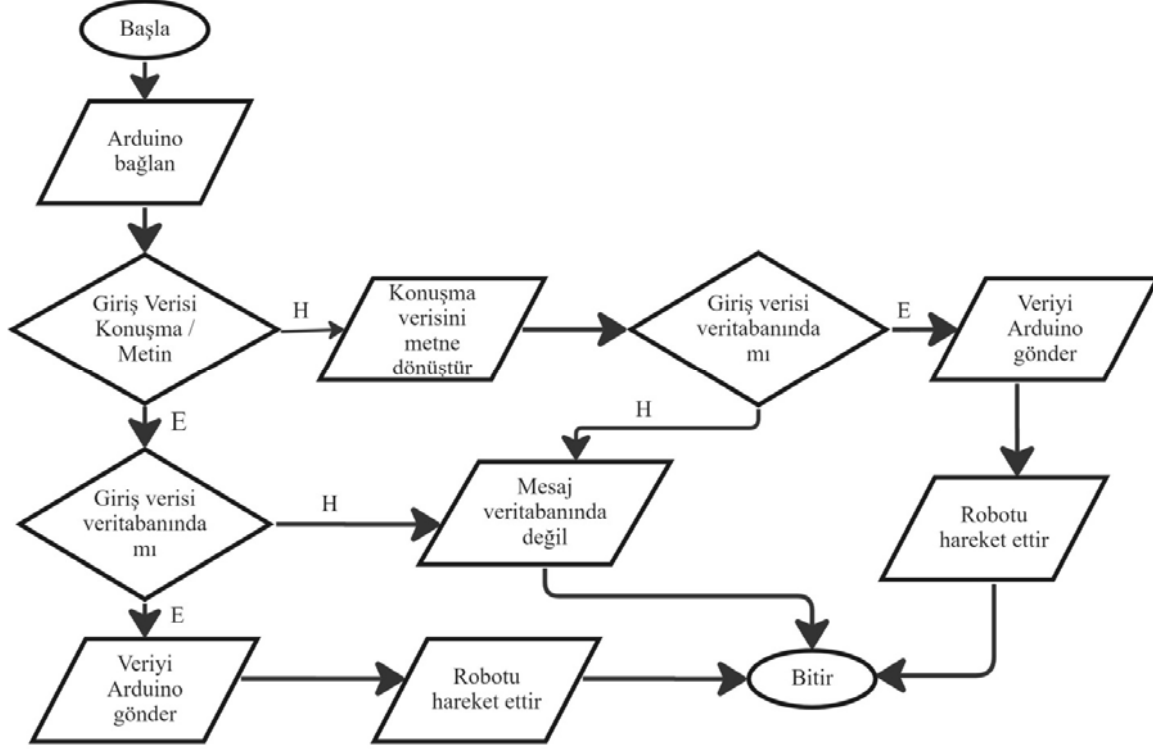 Başla
Arduino
bağlan
Giriş Verisi
Konuşma /
Metin
H
Konuşma
verisini
metne
dönüştür
Giriş verisi
veritabanında
mı
E
Veriyi
Arduino
gönder
E
H
Giriş verisi
veritabanında
mı
H
Mesaj
veritabanında
değil
Robotu
hareket ettir
E
Veriyi
Arduino
gönder
Robotu
hareket ettir
Bitir